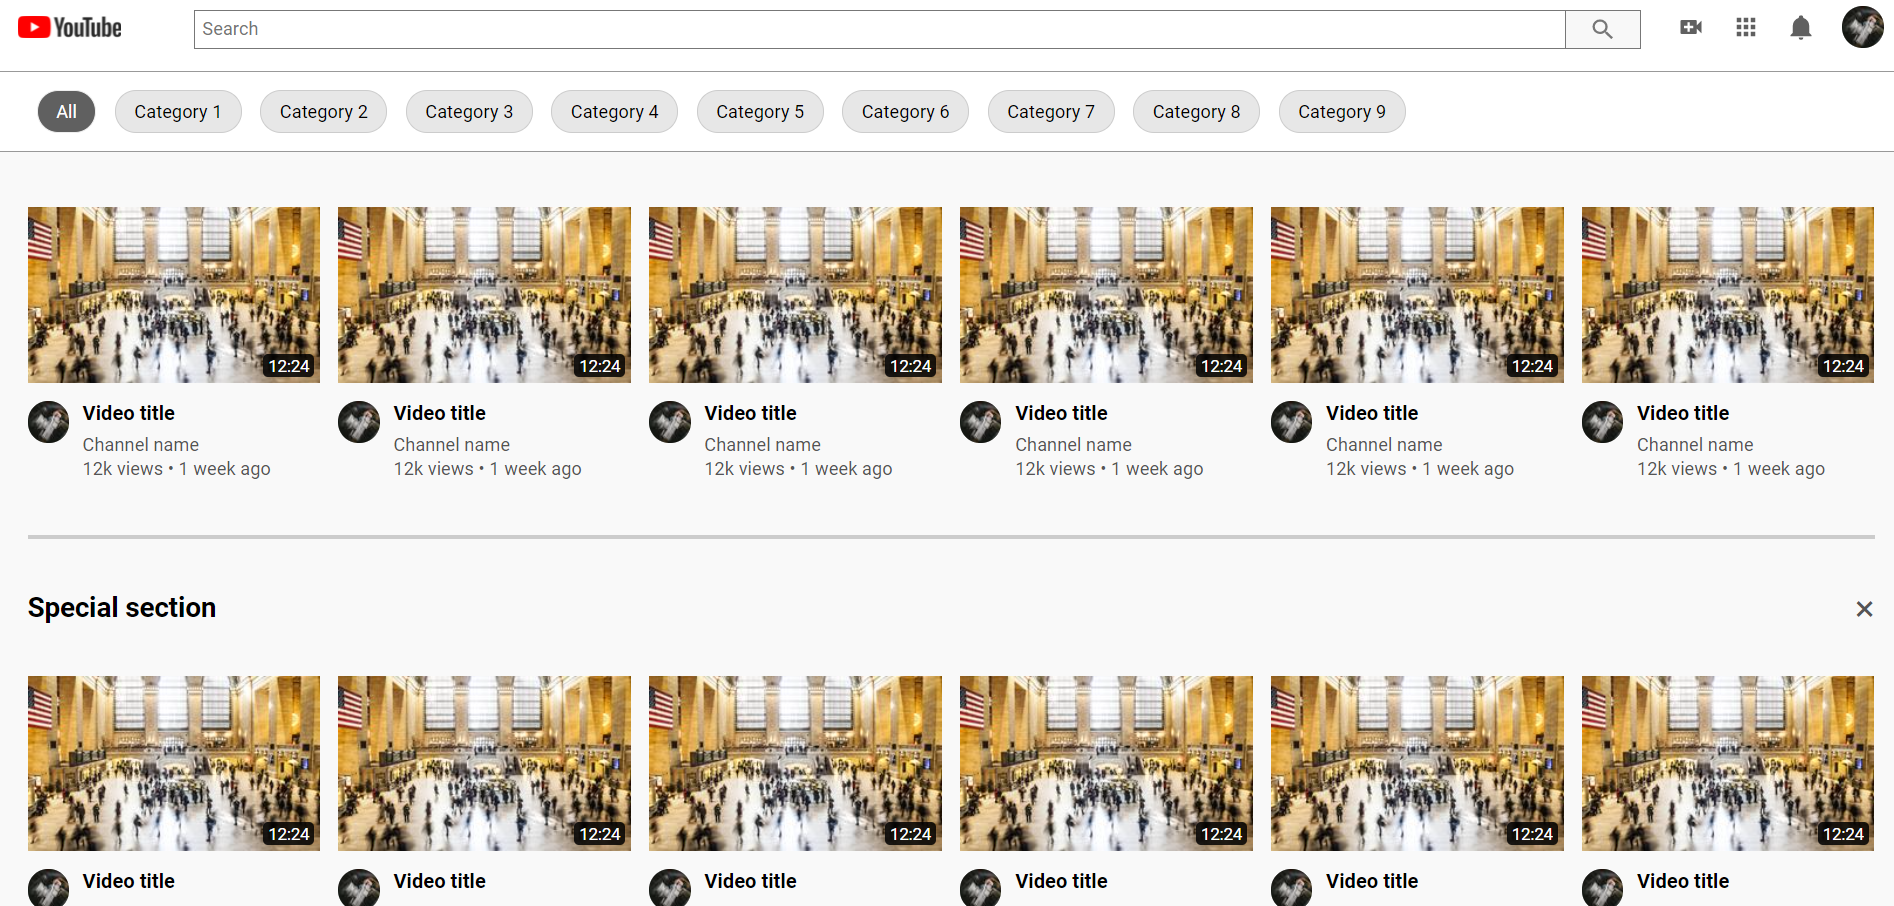 YouTube
Search
All
Category 1
Category 2
Category 3
Category 4
Category 5
Category 6
Category 7
Category 8
Category 9
12:24
12:24
12:24
12:24
12:24
12:24
Video title
Channel name
12k views • 1 week ago
Video title
Channel name
12k views • 1 week ago
Video title
Channel name
12k views • 1 week ago
Video title
Channel name
12k views • 1 week ago
Video title
Channel name
12k views • 1 week ago
Video title
Channel name
12k views • 1 week ago
Special section
12:24
12:24
12:24
12:24
12:24
12:24
Video title
Video title
Video title
Video title
Video title
Video title